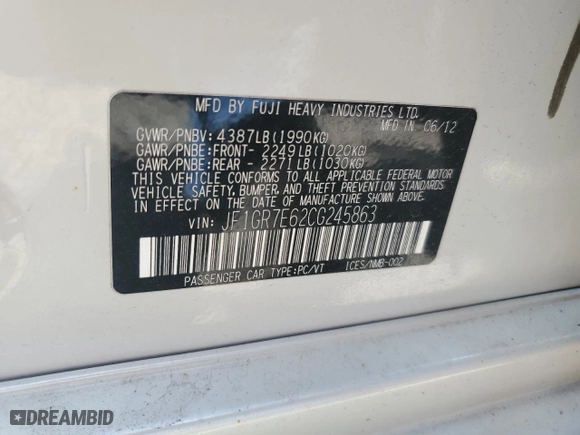 MFD BY FUJI HEAVY INDUSTRIES LTD.
MFD IN 06/12
GVWR/PNBV: 4387LB(1990KG)
GAWR/PNBE:FRONT- 2249LB(1020KG)
GAWR/PNBE:REAR - 2271LB(1030KG)
THIS VEHICLE CONFORMS TO ALL APPLICABLE FEDERAL MOTOR
VEHICLE SAFETY, BUMPER, AND THEFT PREVENTION STANDARDS
IN EFFECT ON THE DATE OF MANUFACTURE SHOWN ABOVE.
VIN: JF1GR7E62CG245863
PASSENGER CAR TYPE:PC/VT ICES/NMB-002
DREAMBID